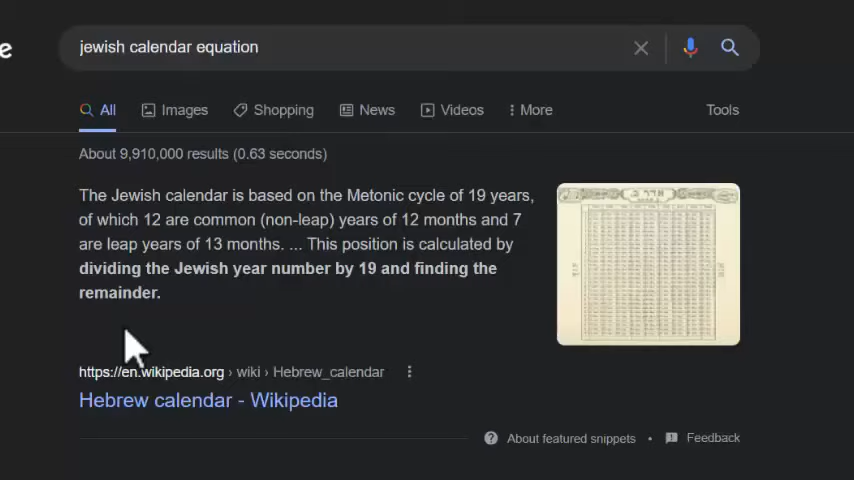 e
jewish calendar equation
All
Images
Shopping
News
Videos
More
Tools
About 9,910,000 results (0.63 seconds)
The Jewish calendar is based on the Metonic cycle of 19 years,
of which 12 are common (non-leap) years of 12 months and 7
are leap years of 13 months. ... This position is calculated by
dividing the Jewish year number by 19 and finding the
remainder.
https://en.wikipedia.org › wiki › Hebrew_calendar
Hebrew calendar - Wikipedia
About featured snippets • Feedback